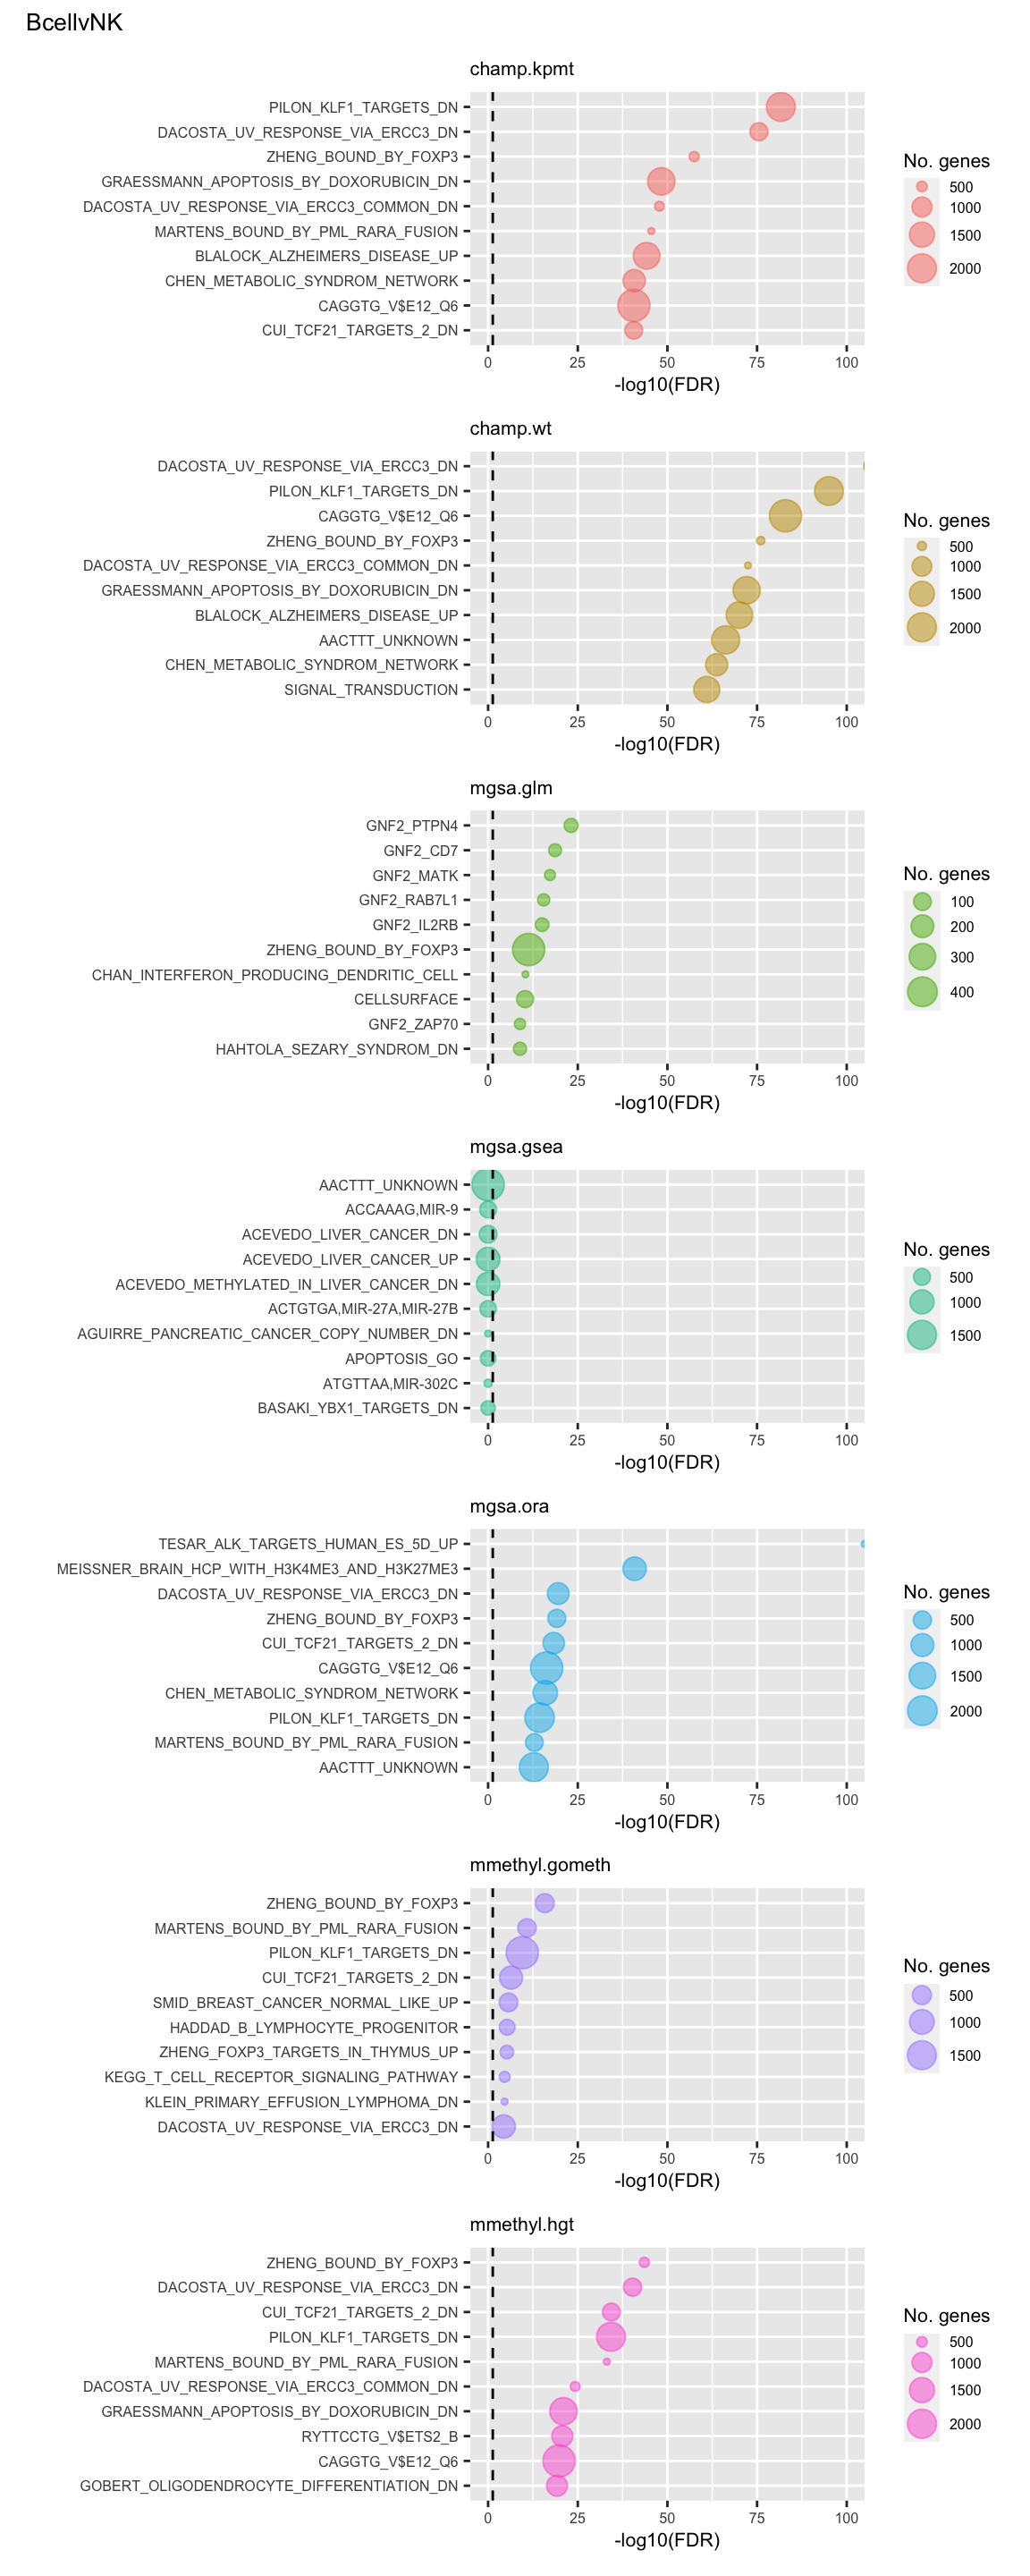 BcellvNK
champ.kpmt
PILON_KLF1_TARGETS_DN
DACOSTA_UV_RESPONSE_VIA_ERCC3_DN
ZHENG_BOUND_BY_FOXP3
GRAESSMANN_APOPTOSIS_BY_DOXORUBICIN_DN
DACOSTA_UV_RESPONSE_VIA_ERCC3_COMMON_DN
MARTENS_BOUND_BY_PML_RARA_FUSION
BLALOCK_ALZHEIMERS_DISEASE_UP
CHEN_METABOLIC_SYNDROM_NETWORK
CAGGTG_V$E12_Q6
CUI_TCF21_TARGETS_2_DN
0 25 50 75 100
-log10(FDR)
No. genes
500
1000
1500
2000
champ.wt
DACOSTA_UV_RESPONSE_VIA_ERCC3_DN
PILON_KLF1_TARGETS_DN
CAGGTG_V$E12_Q6
ZHENG_BOUND_BY_FOXP3
DACOSTA_UV_RESPONSE_VIA_ERCC3_COMMON_DN
GRAESSMANN_APOPTOSIS_BY_DOXORUBICIN_DN
BLALOCK_ALZHEIMERS_DISEASE_UP
AACTTT_UNKNOWN
CHEN_METABOLIC_SYNDROM_NETWORK
SIGNAL_TRANSDUCTION
0 25 50 75 100
-log10(FDR)
No. genes
500
1000
1500
2000
mgsa.glm
GNF2_PTPN4
GNF2_CD7
GNF2_MATK
GNF2_RAB7L1
GNF2_IL2RB
ZHENG_BOUND_BY_FOXP3
CHAN_INTERFERON_PRODUCING_DENDRITIC_CELL
CELLSURFACE
GNF2_ZAP70
HAHTOLA_SEZARY_SYNDROM_DN
0 25 50 75 100
-log10(FDR)
No. genes
100
200
300
400
mgsa.gsea
AACTTT_UNKNOWN
ACCAAAG,MIR-9
ACEVEDO_LIVER_CANCER_DN
ACEVEDO_LIVER_CANCER_UP
ACEVEDO_METHYLATED_IN_LIVER_CANCER_DN
ACTGTGA,MIR-27A,MIR-27B
AGUIRRE_PANCREATIC_CANCER_COPY_NUMBER_DN
APOPTOSIS_GO
ATGTTAA,MIR-302C
BASAKI_YBX1_TARGETS_DN
0 25 50 75 100
-log10(FDR)
No. genes
500
1000
1500
mgsa.ora
TESAR_ALK_TARGETS_HUMAN_ES_5D_UP
MEISSNER_BRAIN_HCP_WITH_H3K4ME3_AND_H3K27ME3
DACOSTA_UV_RESPONSE_VIA_ERCC3_DN
ZHENG_BOUND_BY_FOXP3
CUI_TCF21_TARGETS_2_DN
CAGGTG_V$E12_Q6
CHEN_METABOLIC_SYNDROM_NETWORK
PILON_KLF1_TARGETS_DN
MARTENS_BOUND_BY_PML_RARA_FUSION
AACTTT_UNKNOWN
0 25 50 75 100
-log10(FDR)
No. genes
500
1000
1500
2000
mmethyl.gometh
ZHENG_BOUND_BY_FOXP3
MARTENS_BOUND_BY_PML_RARA_FUSION
PILON_KLF1_TARGETS_DN
CUI_TCF21_TARGETS_2_DN
SMID_BREAST_CANCER_NORMAL_LIKE_UP
HADDAD_B_LYMPHOCYTE_PROGENITOR
ZHENG_FOXP3_TARGETS_IN_THYMUS_UP
KEGG_T_CELL_RECEPTOR_SIGNALING_PATHWAY
KLEIN_PRIMARY_EFFUSION_LYMPHOMA_DN
DACOSTA_UV_RESPONSE_VIA_ERCC3_DN
0 25 50 75 100
-log10(FDR)
No. genes
500
1000
1500
mmethyl.hgt
ZHENG_BOUND_BY_FOXP3
DACOSTA_UV_RESPONSE_VIA_ERCC3_DN
CUI_TCF21_TARGETS_2_DN
PILON_KLF1_TARGETS_DN
MARTENS_BOUND_BY_PML_RARA_FUSION
DACOSTA_UV_RESPONSE_VIA_ERCC3_COMMON_DN
GRAESSMANN_APOPTOSIS_BY_DOXORUBICIN_DN
RYTTCCTG_V$ETS2_B
CAGGTG_V$E12_Q6
GOBERT_OLIGODENDROCYTE_DIFFERENTIATION_DN
0 25 50 75 100
-log10(FDR)
No. genes
500
1000
1500
2000